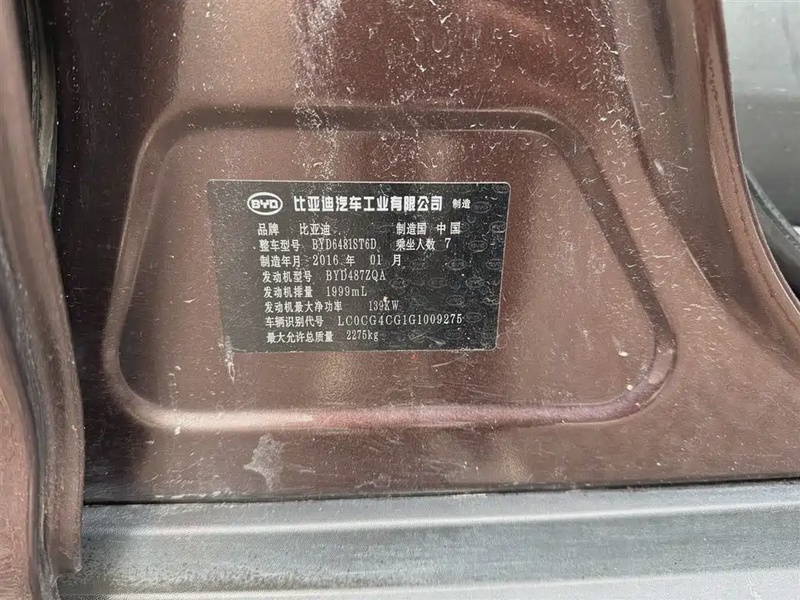 BYD 比亚迪汽车工业有限公司 制造
品牌 比亚迪 制造国 中国
整车型号 BYD6481ST6D 乘坐人数 7
制造年月 2016 年 01 月
发动机型号 BYD487ZQA
发动机排量 1999mL
发动机最大净功率 139KW
车辆识别代号 LC0CG4CG1G1009275
最大允许总质量 2275kg